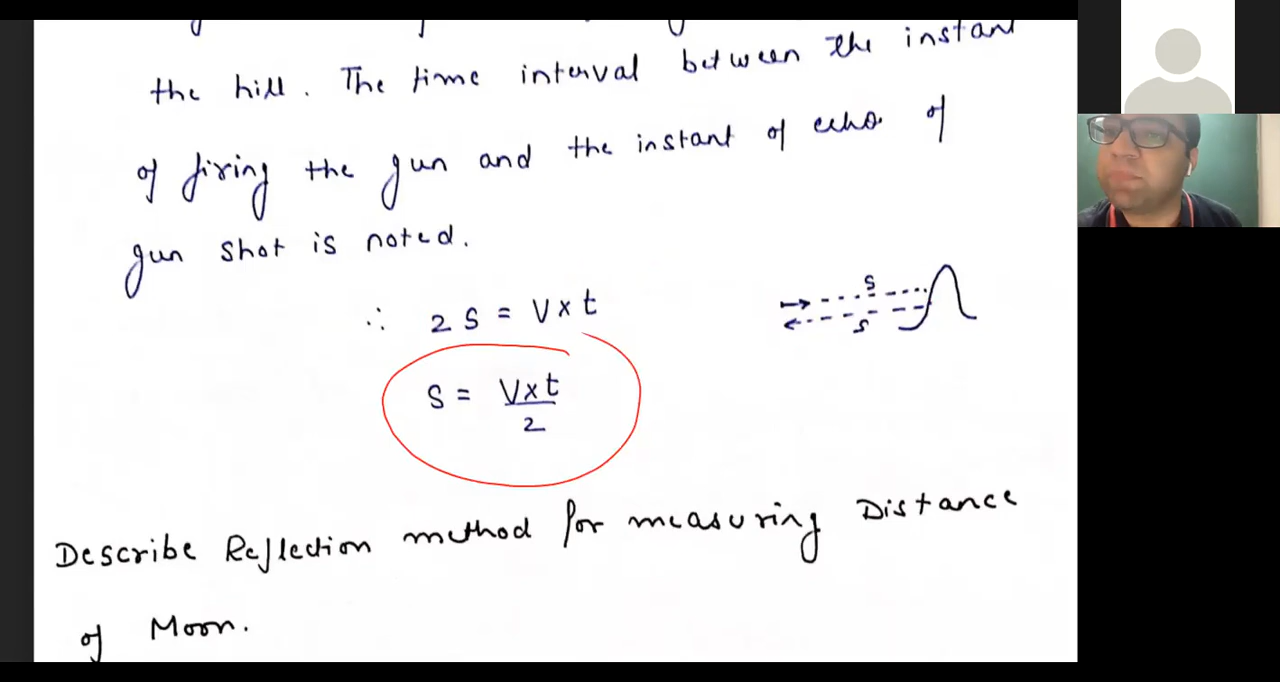 the hill. The time interval between the instant
of firing the gun and the instant of echo of
gun shot is noted.
∴ 2 S = V x t
S
S
S = V x t / 2
Describe Reflection method for measuring Distance
of Moon.